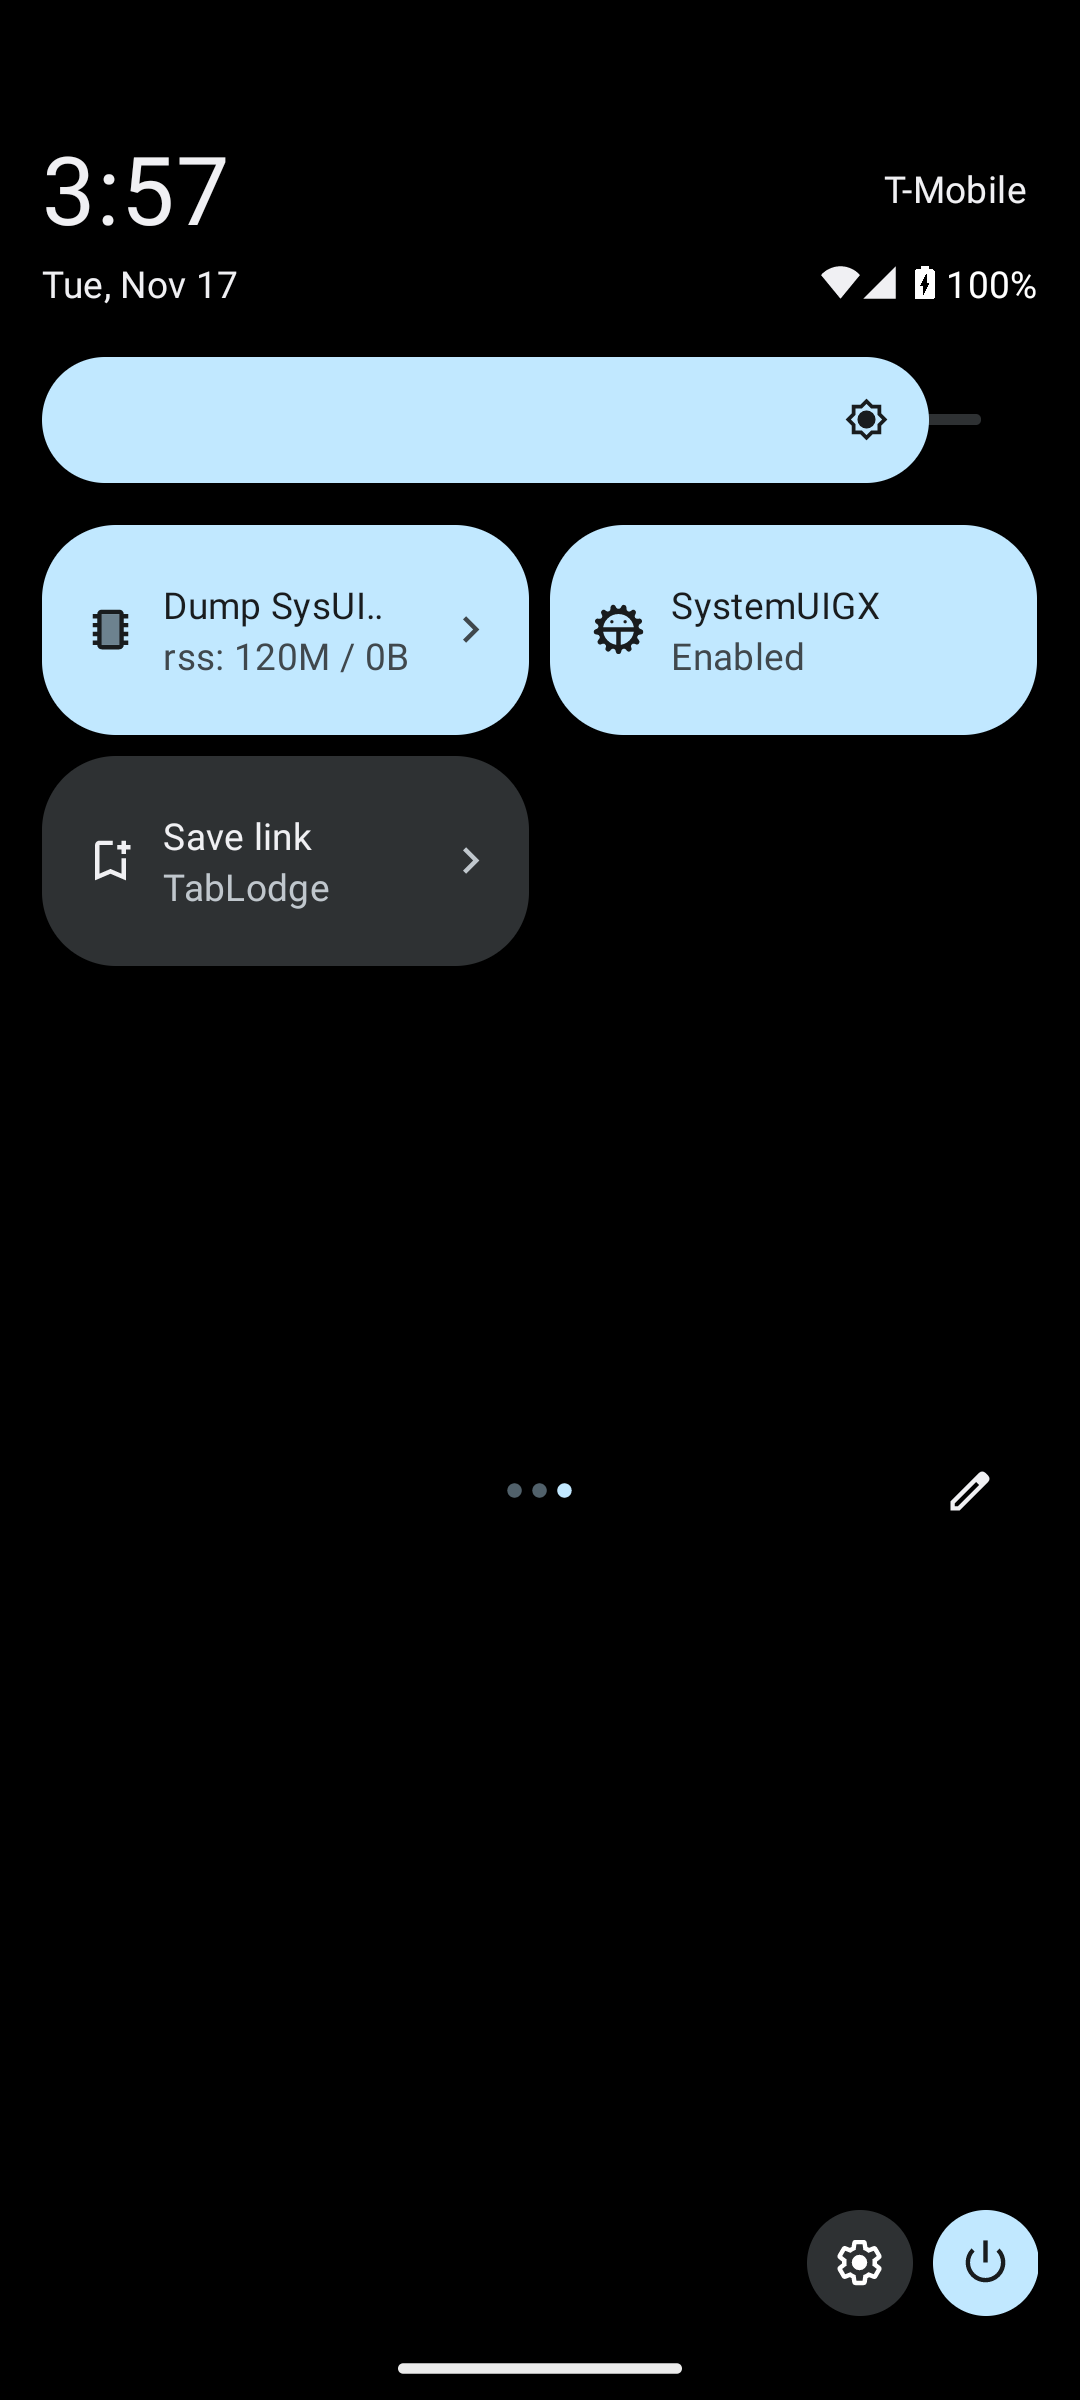 3:57
T-Mobile
Tue, Nov 17
100%
Dump SysUI..
rss: 120M / 0B
SystemUIGX
Enabled
Save link
TabLodge